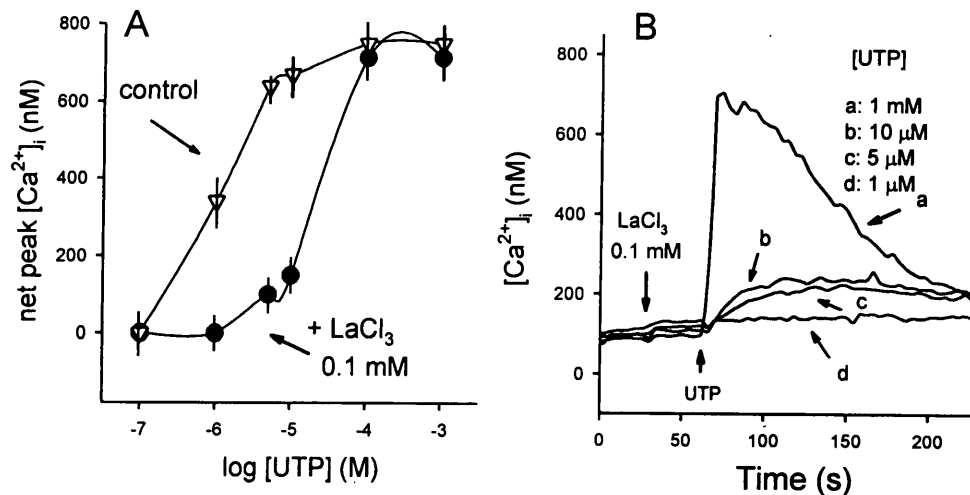 A
800
600
400
200
0
net peak [Ca²⁺]ᵢ (nM)
control
+ LaCl₃
0.1 mM
-7 -6 -5 -4 -3
log [UTP] (M)
B
800
600
400
200
0
[Ca²⁺]ᵢ (nM)
[UTP]
a: 1 mM
b: 10 μM
c: 5 μM
d: 1 μM
a
LaCl₃
0.1 mM
b
c
d
UTP
0 50 100 150 200
Time (s)